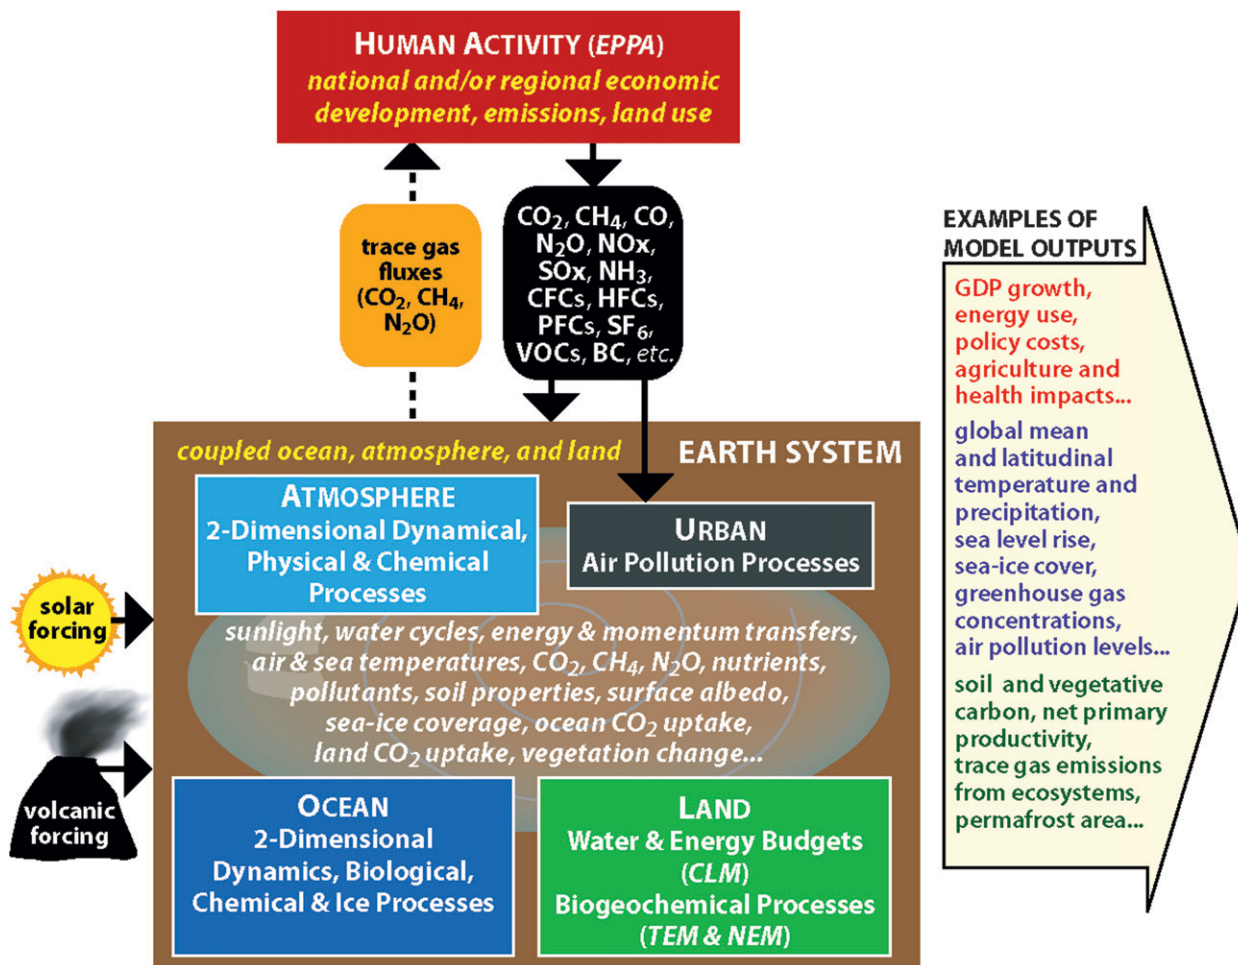 HUMAN ACTIVITY (EPPA)
national and/or regional economic
development, emissions, land use
trace gas
fluxes
(CO₂, CH₄,
N₂O)
CO₂, CH₄, CO,
N₂O, NOx,
SOx, NH₃,
CFCs, HFCs,
PFCs, SF₆,
VOCs, BC, etc.
coupled ocean, atmosphere, and land
EARTH SYSTEM
ATMOSPHERE
2-Dimensional Dynamical,
Physical & Chemical
Processes
URBAN
Air Pollution Processes
solar
forcing
volcanic
forcing
sunlight, water cycles, energy & momentum transfers,
air & sea temperatures, CO₂, CH₄, N₂O, nutrients,
pollutants, soil properties, surface albedo,
sea-ice coverage, ocean CO₂ uptake,
land CO₂ uptake, vegetation change...
OCEAN
2-Dimensional
Dynamics, Biological,
Chemical & Ice Processes
LAND
Water & Energy Budgets
(CLM)
Biogeochemical Processes
(TEM & NEM)
EXAMPLES OF
MODEL OUTPUTS
GDP growth,
energy use,
policy costs,
agriculture and
health impacts...
global mean
and latitudinal
temperature and
precipitation,
sea level rise,
sea-ice cover,
greenhouse gas
concentrations,
air pollution levels...
soil and vegetative
carbon, net primary
productivity,
trace gas emissions
from ecosystems,
permafrost area...